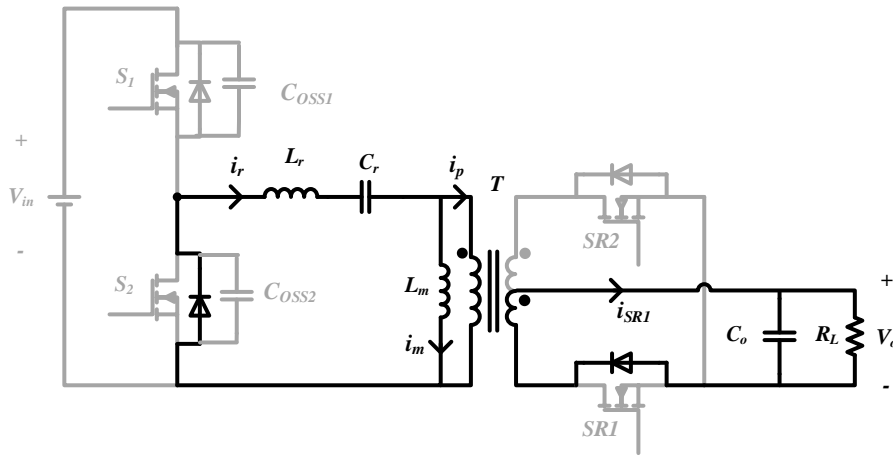 S1
COSS1
+
Vin
-
ir
Lr
Cr
ip
T
SR2
S2
COSS2
Lm
im
iSR1
Co
RL
+
Vo
-
SR1